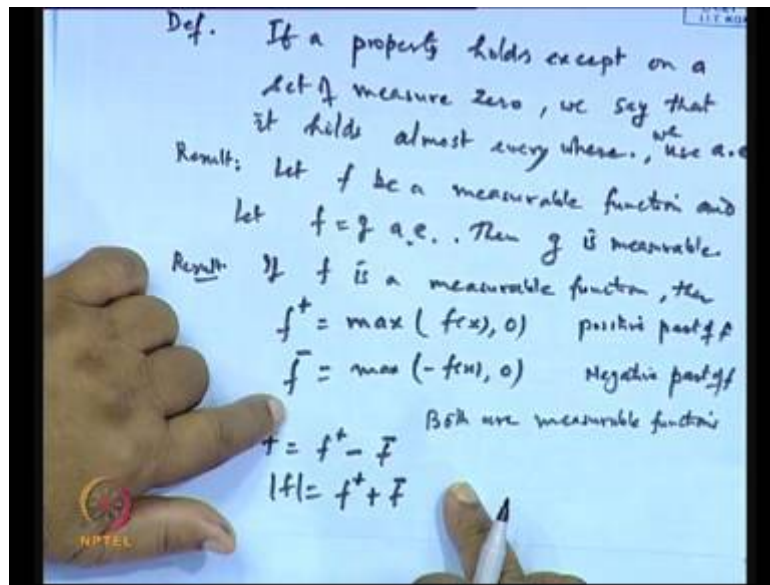 Def. If a property holds except on a
set of measure zero, we say that
it holds almost every where., we use a.e
Result: Let f be a measurable function and
let f = g a.e.. Then g is measurable.
Result If f is a measurable function, then
f⁺ = max ( f(x), 0) positive part of f
f⁻ = max (-f(x), 0) Negative part of f
Both are measurable functions
f = f⁺ - f⁻
|f| = f⁺ + f⁻
NPTEL